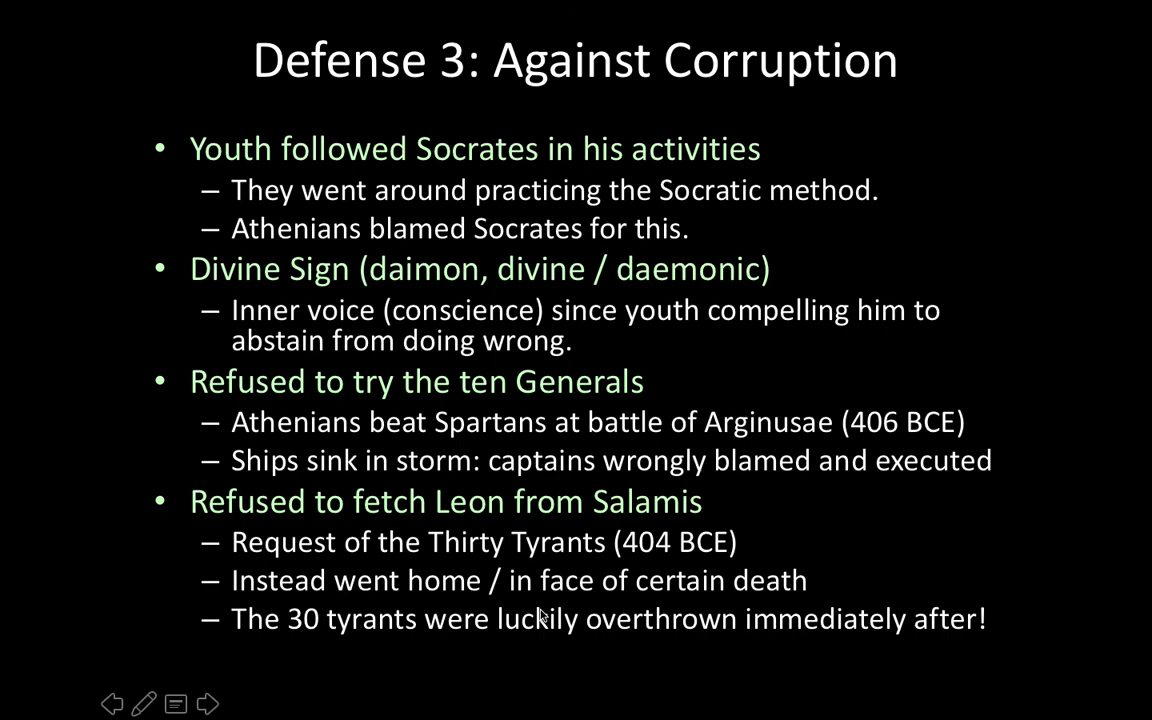 Defense 3: Against Corruption
• Youth followed Socrates in his activities
– They went around practicing the Socratic method.
– Athenians blamed Socrates for this.
• Divine Sign (daimon, divine / daemonic)
– Inner voice (conscience) since youth compelling him to
abstain from doing wrong.
• Refused to try the ten Generals
– Athenians beat Spartans at battle of Arginusae (406 BCE)
– Ships sink in storm: captains wrongly blamed and executed
• Refused to fetch Leon from Salamis
– Request of the Thirty Tyrants (404 BCE)
– Instead went home / in face of certain death
– The 30 tyrants were luckily overthrown immediately after!